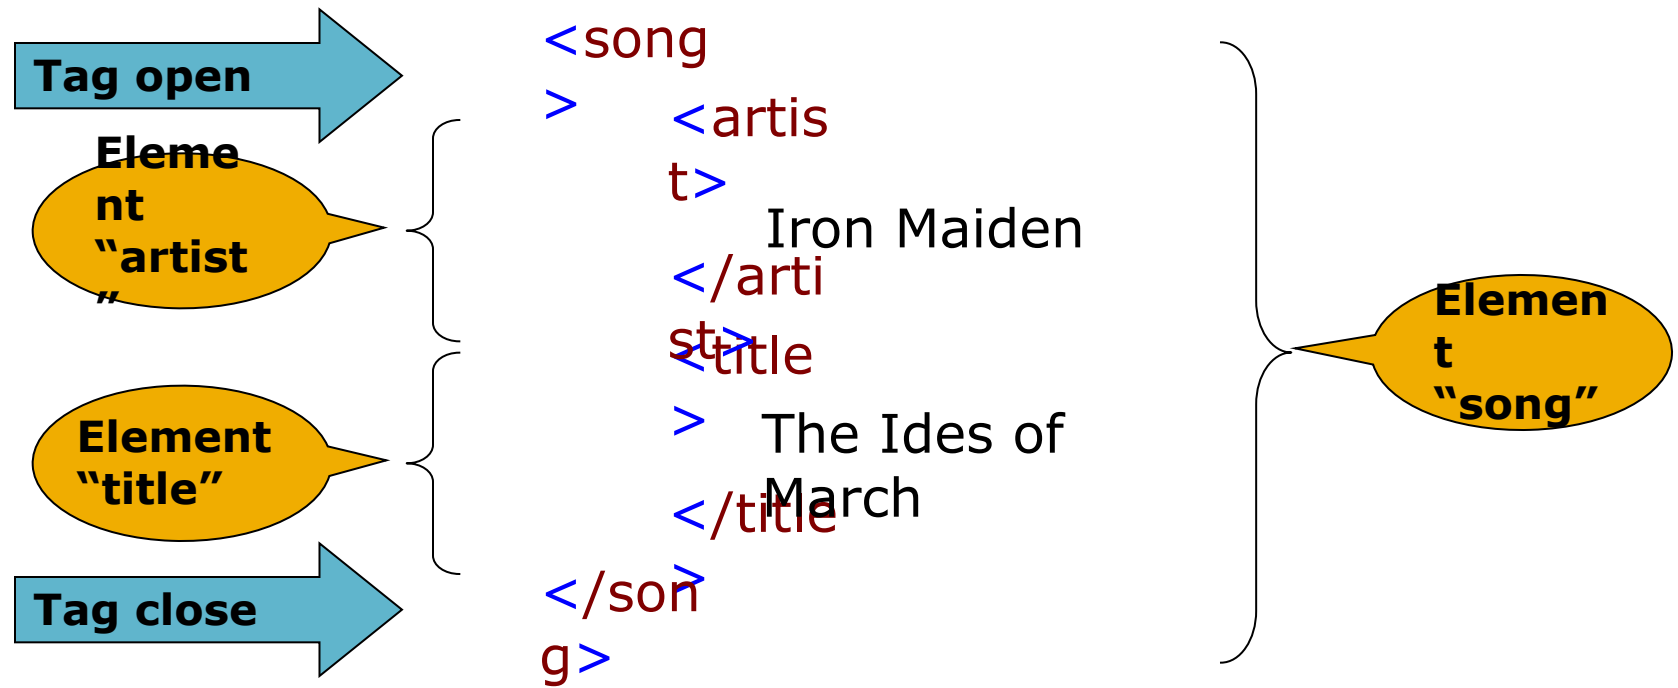 Tag open
Eleme
nt
“artist
”
Element
“title”
Tag close
<song
>
<artis
t>
Iron Maiden
</arti
st>
<title
>
The Ides of
March
</title
>
</son
g>
Elemen
t
“song”